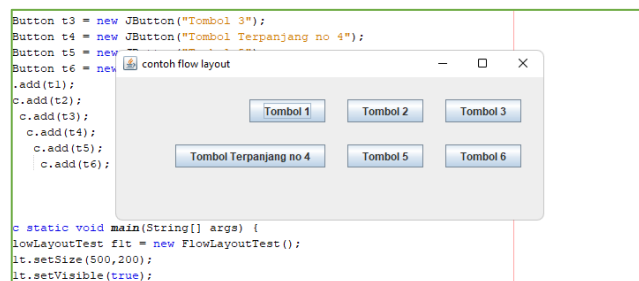 Button t3 = new JButton("Tombol 3");
Button t4 = new JButton("Tombol Terpanjang no 4");
Button t5 = new
Button t6 = new
contoh flow layout
.add(t1);
c.add(t2);
c.add(t3);
c.add(t4);
c.add(t5);
c.add(t6);
Tombol 1 Tombol 2 Tombol 3
Tombol Terpanjang no 4 Tombol 5 Tombol 6
c static void main(String[] args) {
lowLayoutTest flt = new FlowLayoutTest();
lt.setSize(500,200);
lt.setVisible(true);